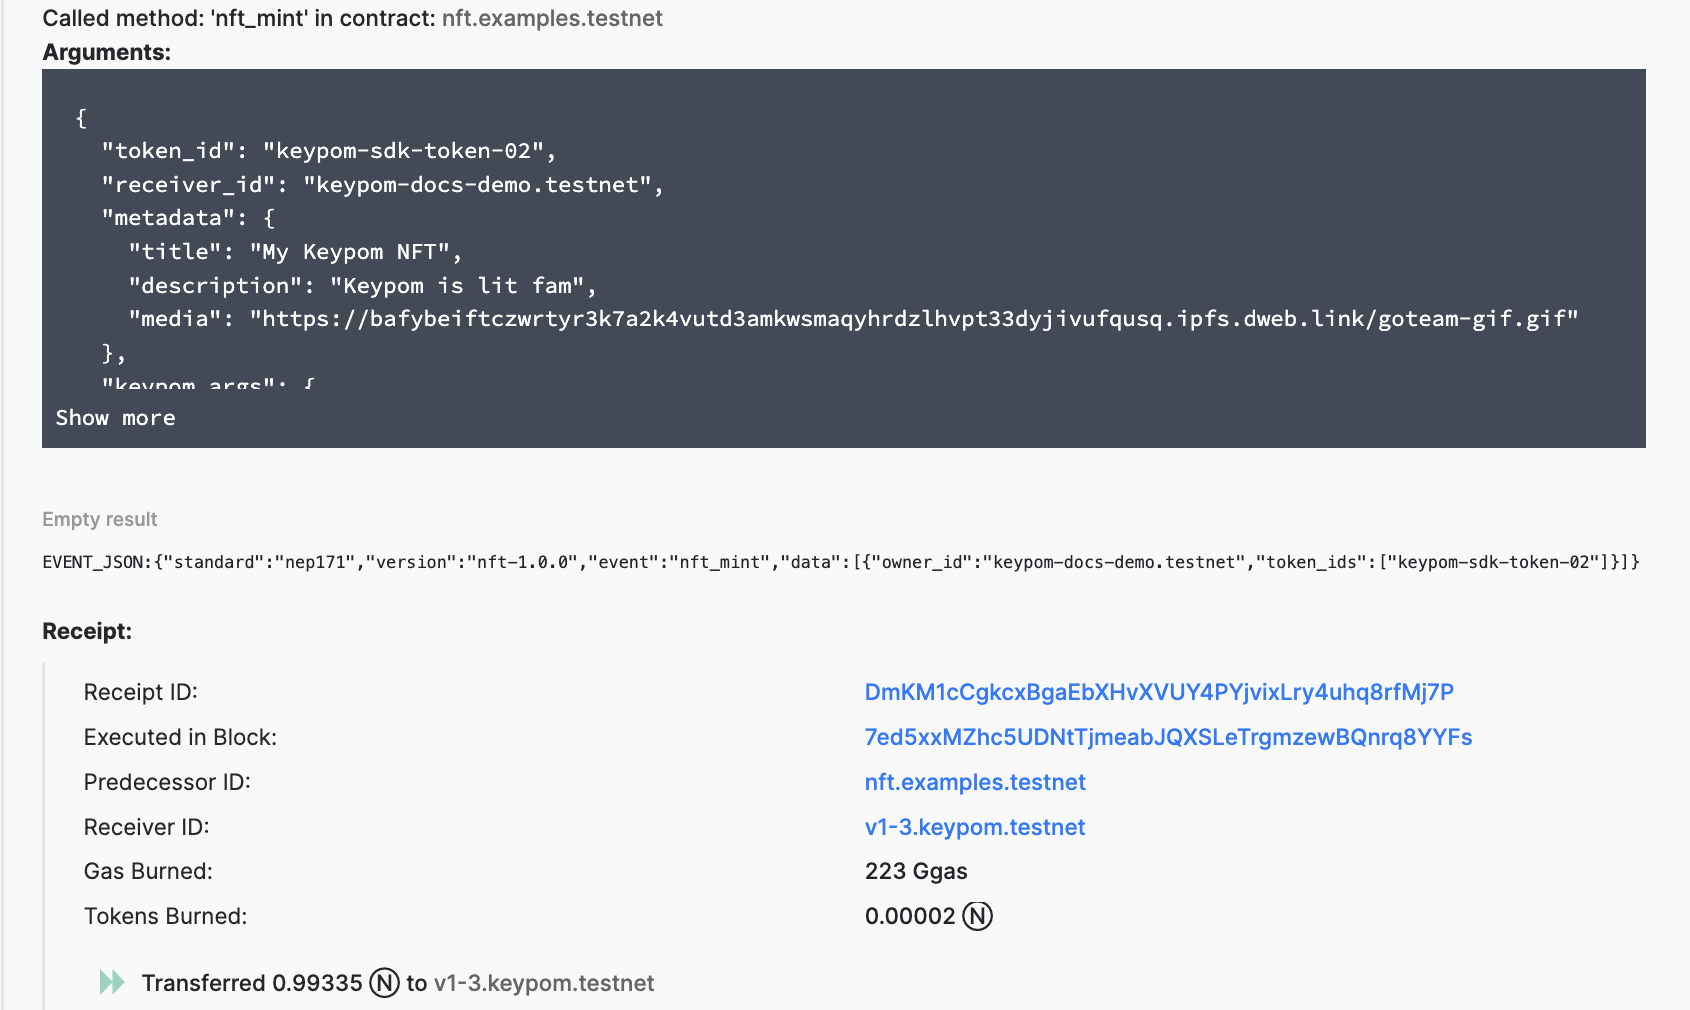 Called method: 'nft_mint' in contract: nft.examples.testnet
Arguments:
{
"token_id": "keypom-sdk-token-02",
"receiver_id": "keypom-docs-demo.testnet",
"metadata": {
"title": "My Keypom NFT",
"description": "Keypom is lit fam",
"media": "https://bafybeiftczwrtyr3k7a2k4vutd3amkwsmaqyhrdzlhvpt33dyjivufqusq.ipfs.dweb.link/goteam-gif.gif"
},
"keypom_args": {
Show more
Empty result
EVENT_JSON:{"standard":"nep171","version":"nft-1.0.0","event":"nft_mint","data":[{"owner_id":"keypom-docs-demo.testnet","token_ids":["keypom-sdk-token-02"]}]}
Receipt:
Receipt ID: DmKM1cCgkcxBgaEbXHvXVUY4PYjvixLry4uhq8rfMj7P
Executed in Block: 7ed5xxMZhc5UDNtTjmeabJQXSLeTrgmzewBQnrq8YYFs
Predecessor ID: nft.examples.testnet
Receiver ID: v1-3.keypom.testnet
Gas Burned: 223 Ggas
Tokens Burned: 0.00002 Ⓝ
Transferred 0.99335 Ⓝ to v1-3.keypom.testnet